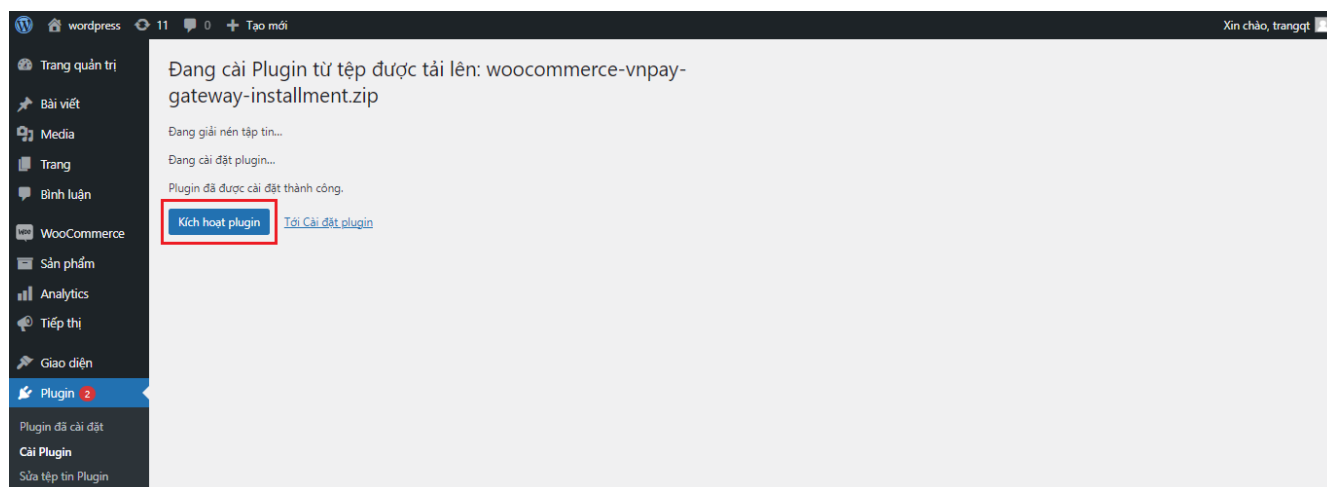 wordpress 11 0 + Tạo mới Xin chào, trangqt
Trang quản trị
Bài viết
Media
Trang
Bình luận
WooCommerce
Sản phẩm
Analytics
Tiếp thị
Giao diện
Plugin 2
Plugin đã cài đặt
Cài Plugin
Sửa tệp tin Plugin
Đang cài Plugin từ tệp được tải lên: woocommerce-vnpay-
gateway-installment.zip
Đang giải nén tập tin...
Đang cài đặt plugin...
Plugin đã được cài đặt thành công.
Kích hoạt plugin Tới Cài đặt plugin